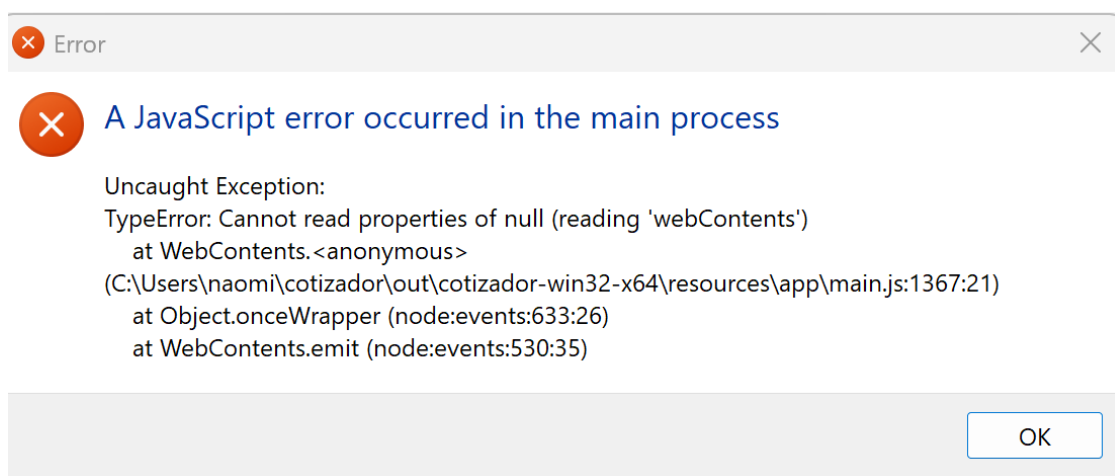 Error
A JavaScript error occurred in the main process
Uncaught Exception:
TypeError: Cannot read properties of null (reading 'webContents')
at WebContents.<anonymous>
(C:\Users\naomi\cotizador\out\cotizador-win32-x64\resources\app\main.js:1367:21)
at Object.onceWrapper (node:events:633:26)
at WebContents.emit (node:events:530:35)
OK